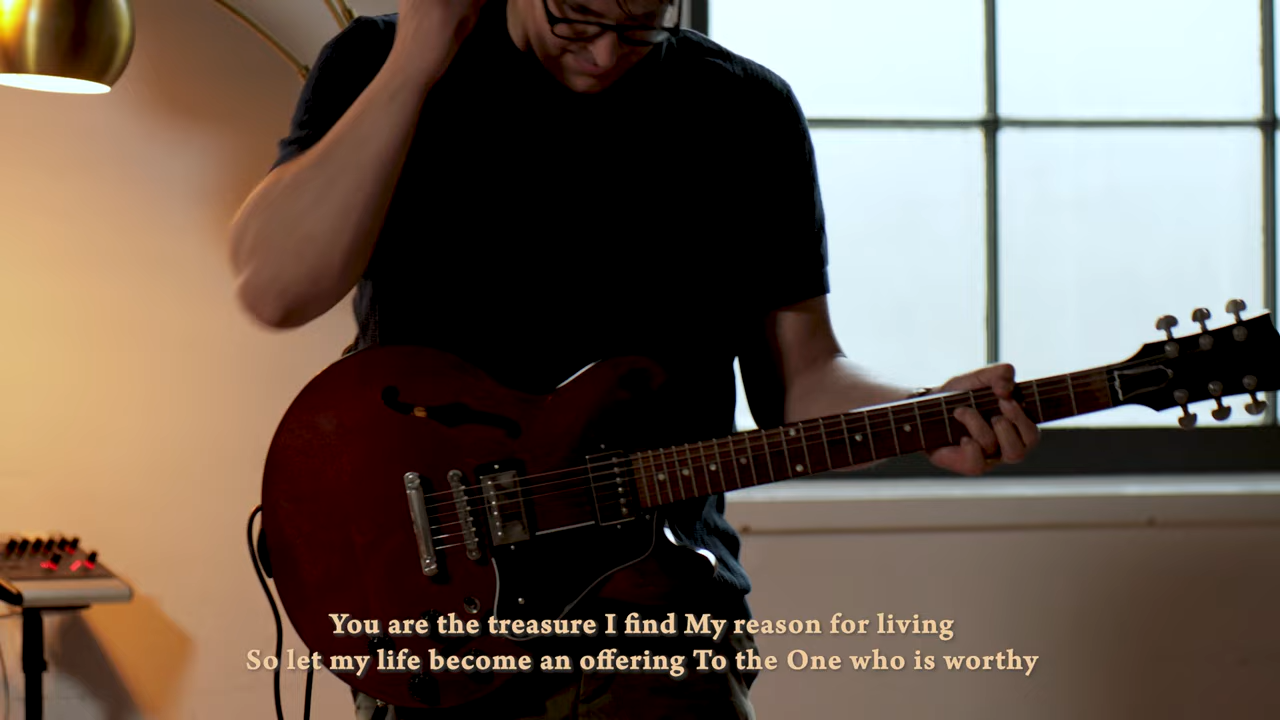 You are the treasure I find My reason for living
So let my life become an offering To the One who is worthy